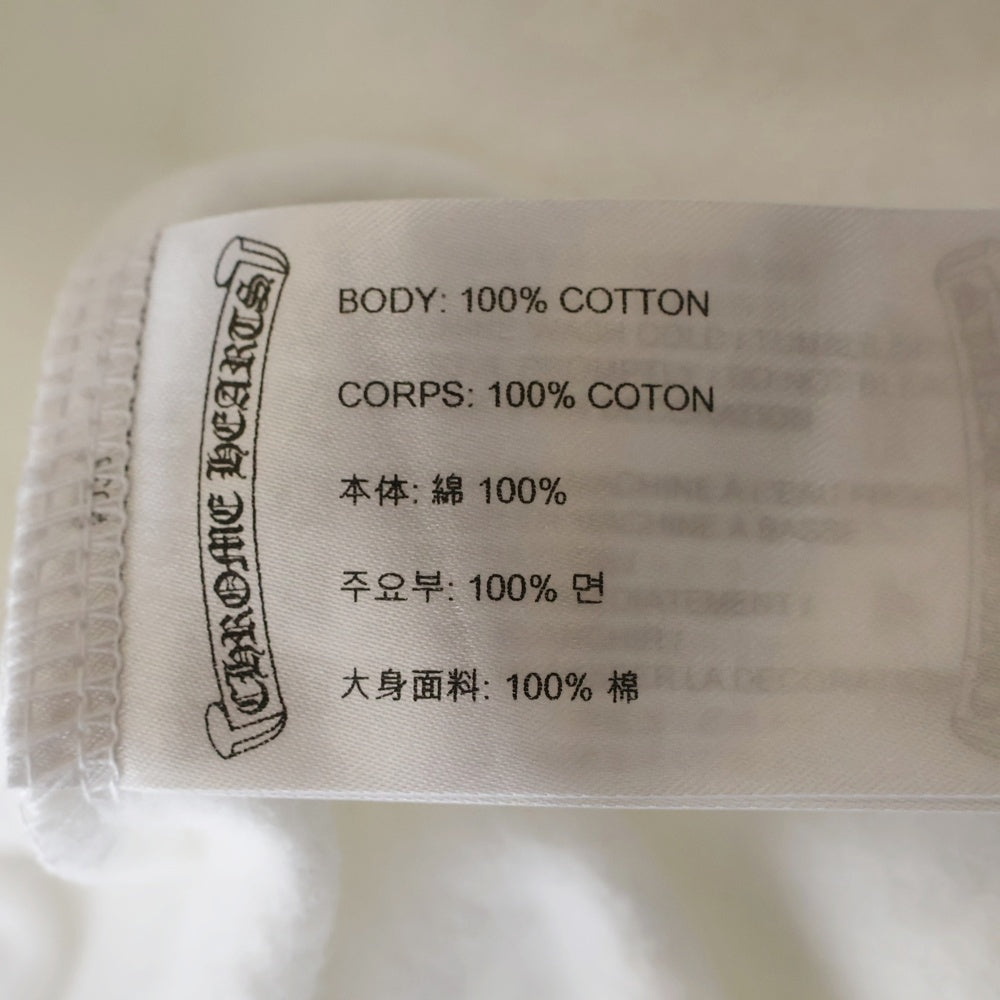 CHROME HEARTS
BODY: 100% COTTON
CORPS: 100% COTON
本体: 綿 100%
주요부: 100% 면
大身面料: 100% 棉